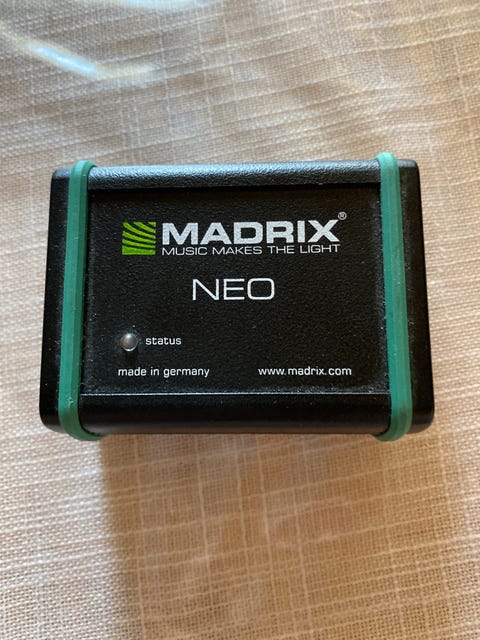 MADRIX®
MUSIC MAKES THE LIGHT
NEO
status
made in germany www.madrix.com